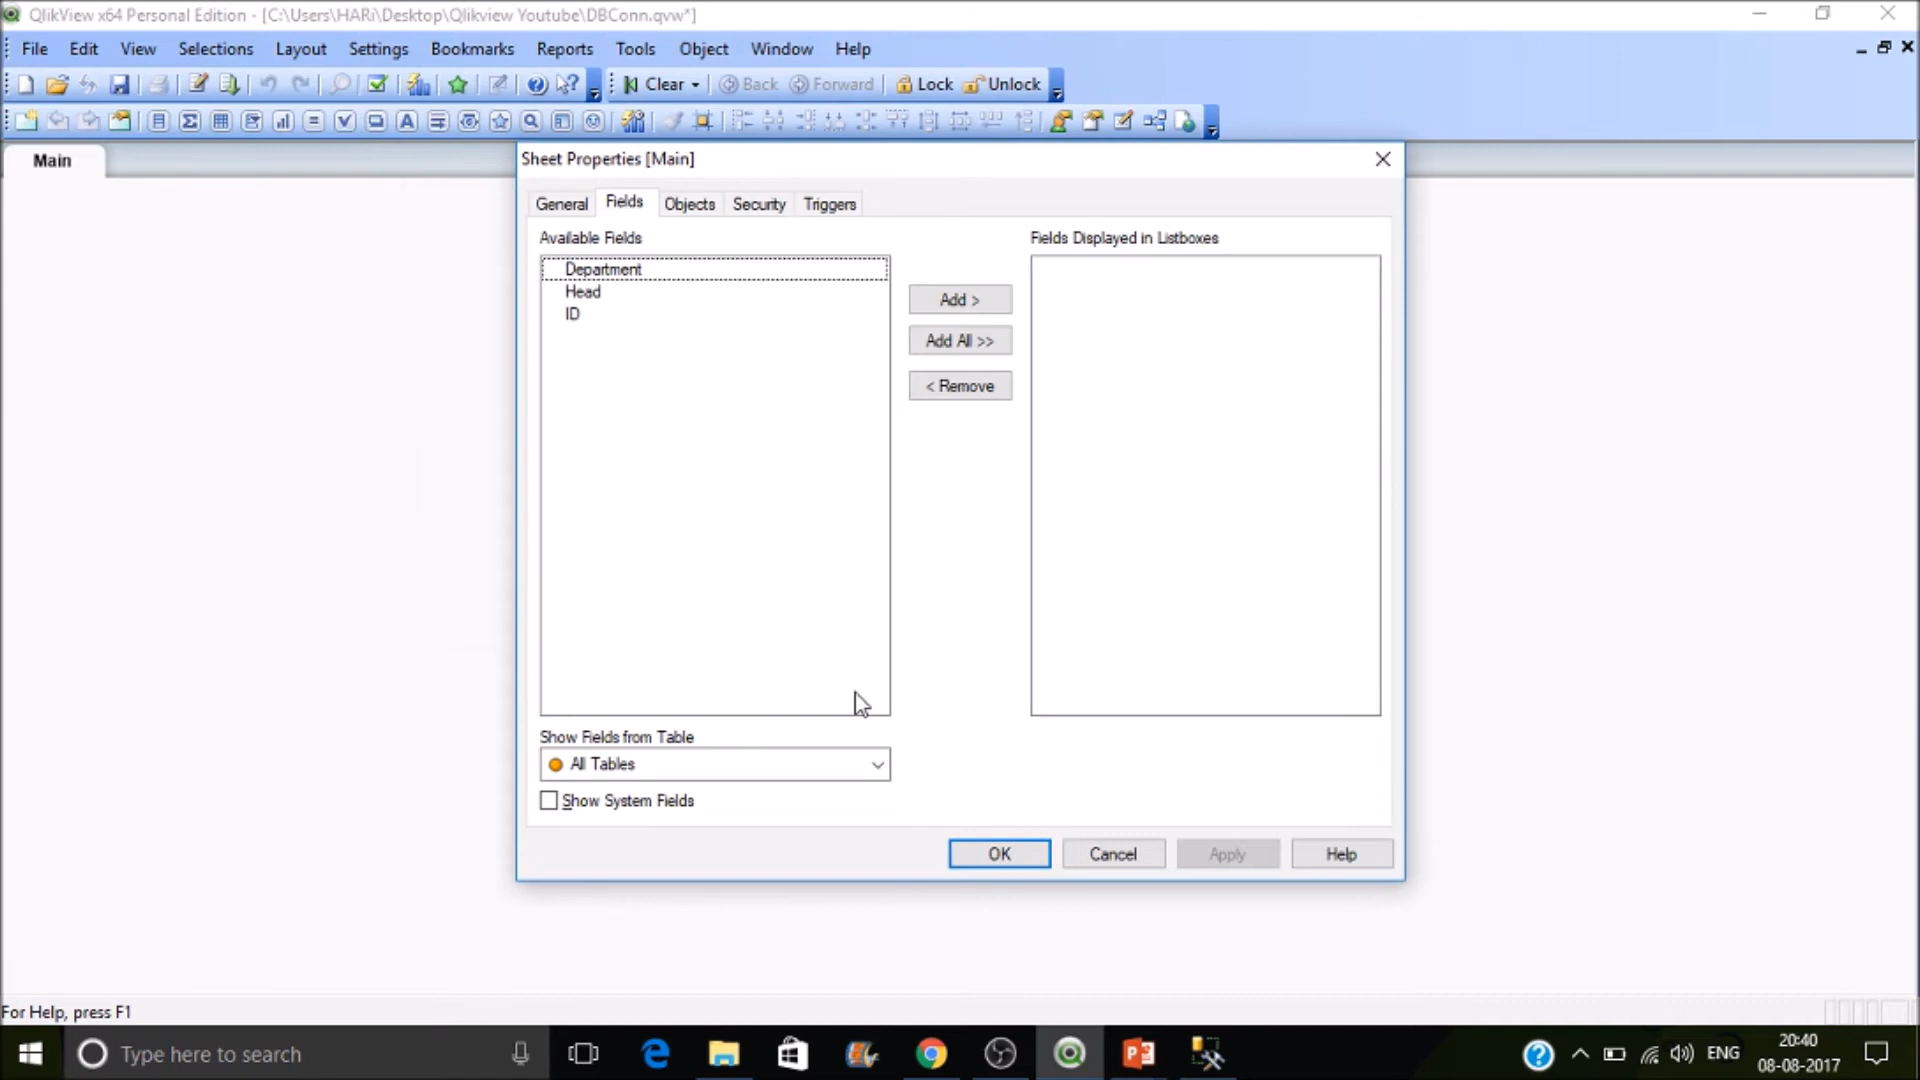 QlikView x64 Personal Edition - [C:\Users\HARi\Desktop\Qlikview Youtube\DBConn.qvw*]
File Edit View Selections Layout Settings Bookmarks Reports Tools Object Window Help
Clear Back Forward Lock Unlock
Main
Sheet Properties [Main]
General Fields Objects Security Triggers
Available Fields
Fields Displayed in Listboxes
Department
Head
ID
Add >
Add All >>
< Remove
Show Fields from Table
All Tables
Show System Fields
OK Cancel Apply Help
For Help, press F1
Type here to search
ENG
20:40
08-08-2017